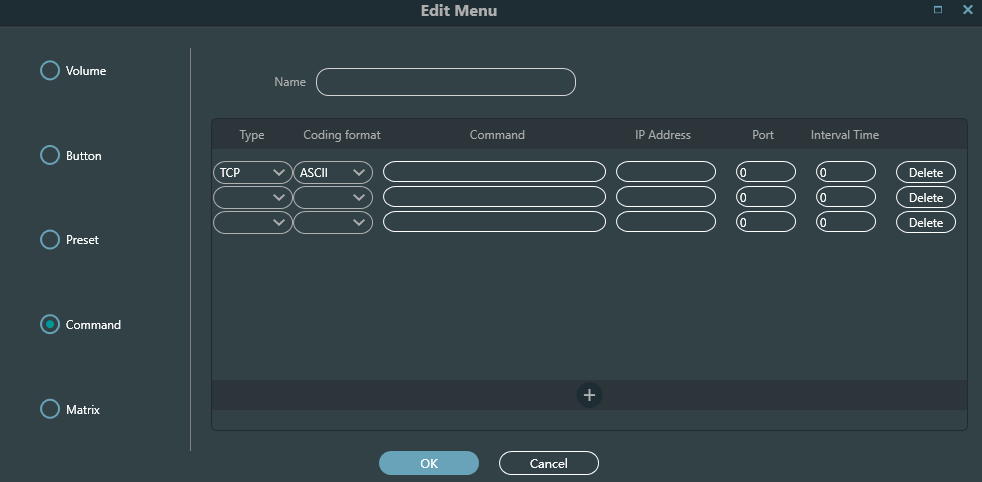 Edit Menu
Volume
Button
Preset
Command
Matrix
Name
Type Coding format Command IP Address Port Interval Time
TCP ASCII 0 0 Delete
0 0 Delete
0 0 Delete
+
OK Cancel